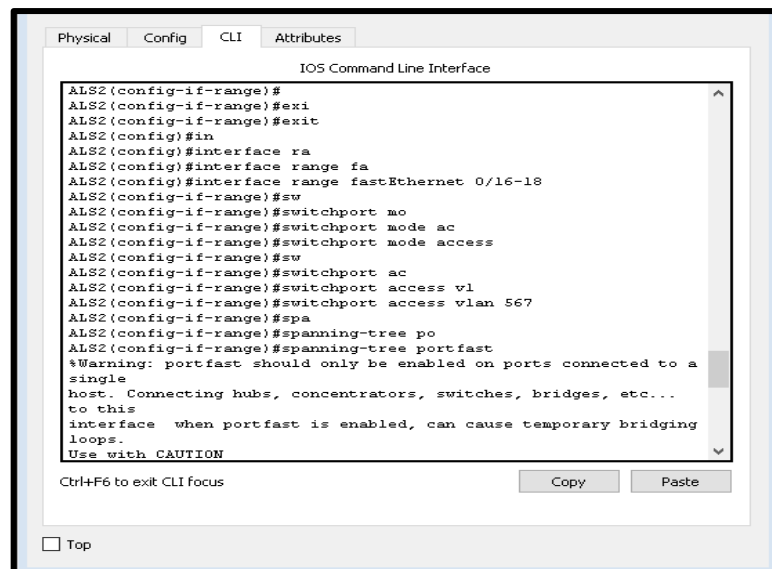 Physical Config CLI Attributes
IOS Command Line Interface
ALS2(config-if-range)#
ALS2(config-if-range)#exi
ALS2(config-if-range)#exit
ALS2(config)#in
ALS2(config)#interface ra
ALS2(config)#interface range fa
ALS2(config)#interface range fastEthernet 0/16-18
ALS2(config-if-range)#sw
ALS2(config-if-range)#switchport mo
ALS2(config-if-range)#switchport mode ac
ALS2(config-if-range)#switchport mode access
ALS2(config-if-range)#sw
ALS2(config-if-range)#switchport ac
ALS2(config-if-range)#switchport access vl
ALS2(config-if-range)#switchport access vlan 567
ALS2(config-if-range)#spa
ALS2(config-if-range)#spanning-tree po
ALS2(config-if-range)#spanning-tree portfast
%Warning: portfast should only be enabled on ports connected to a
single
host. Connecting hubs, concentrators, switches, bridges, etc...
to this
interface  when portfast is enabled, can cause temporary bridging
loops.
Use with CAUTION
Ctrl+F6 to exit CLI focus Copy Paste
Top